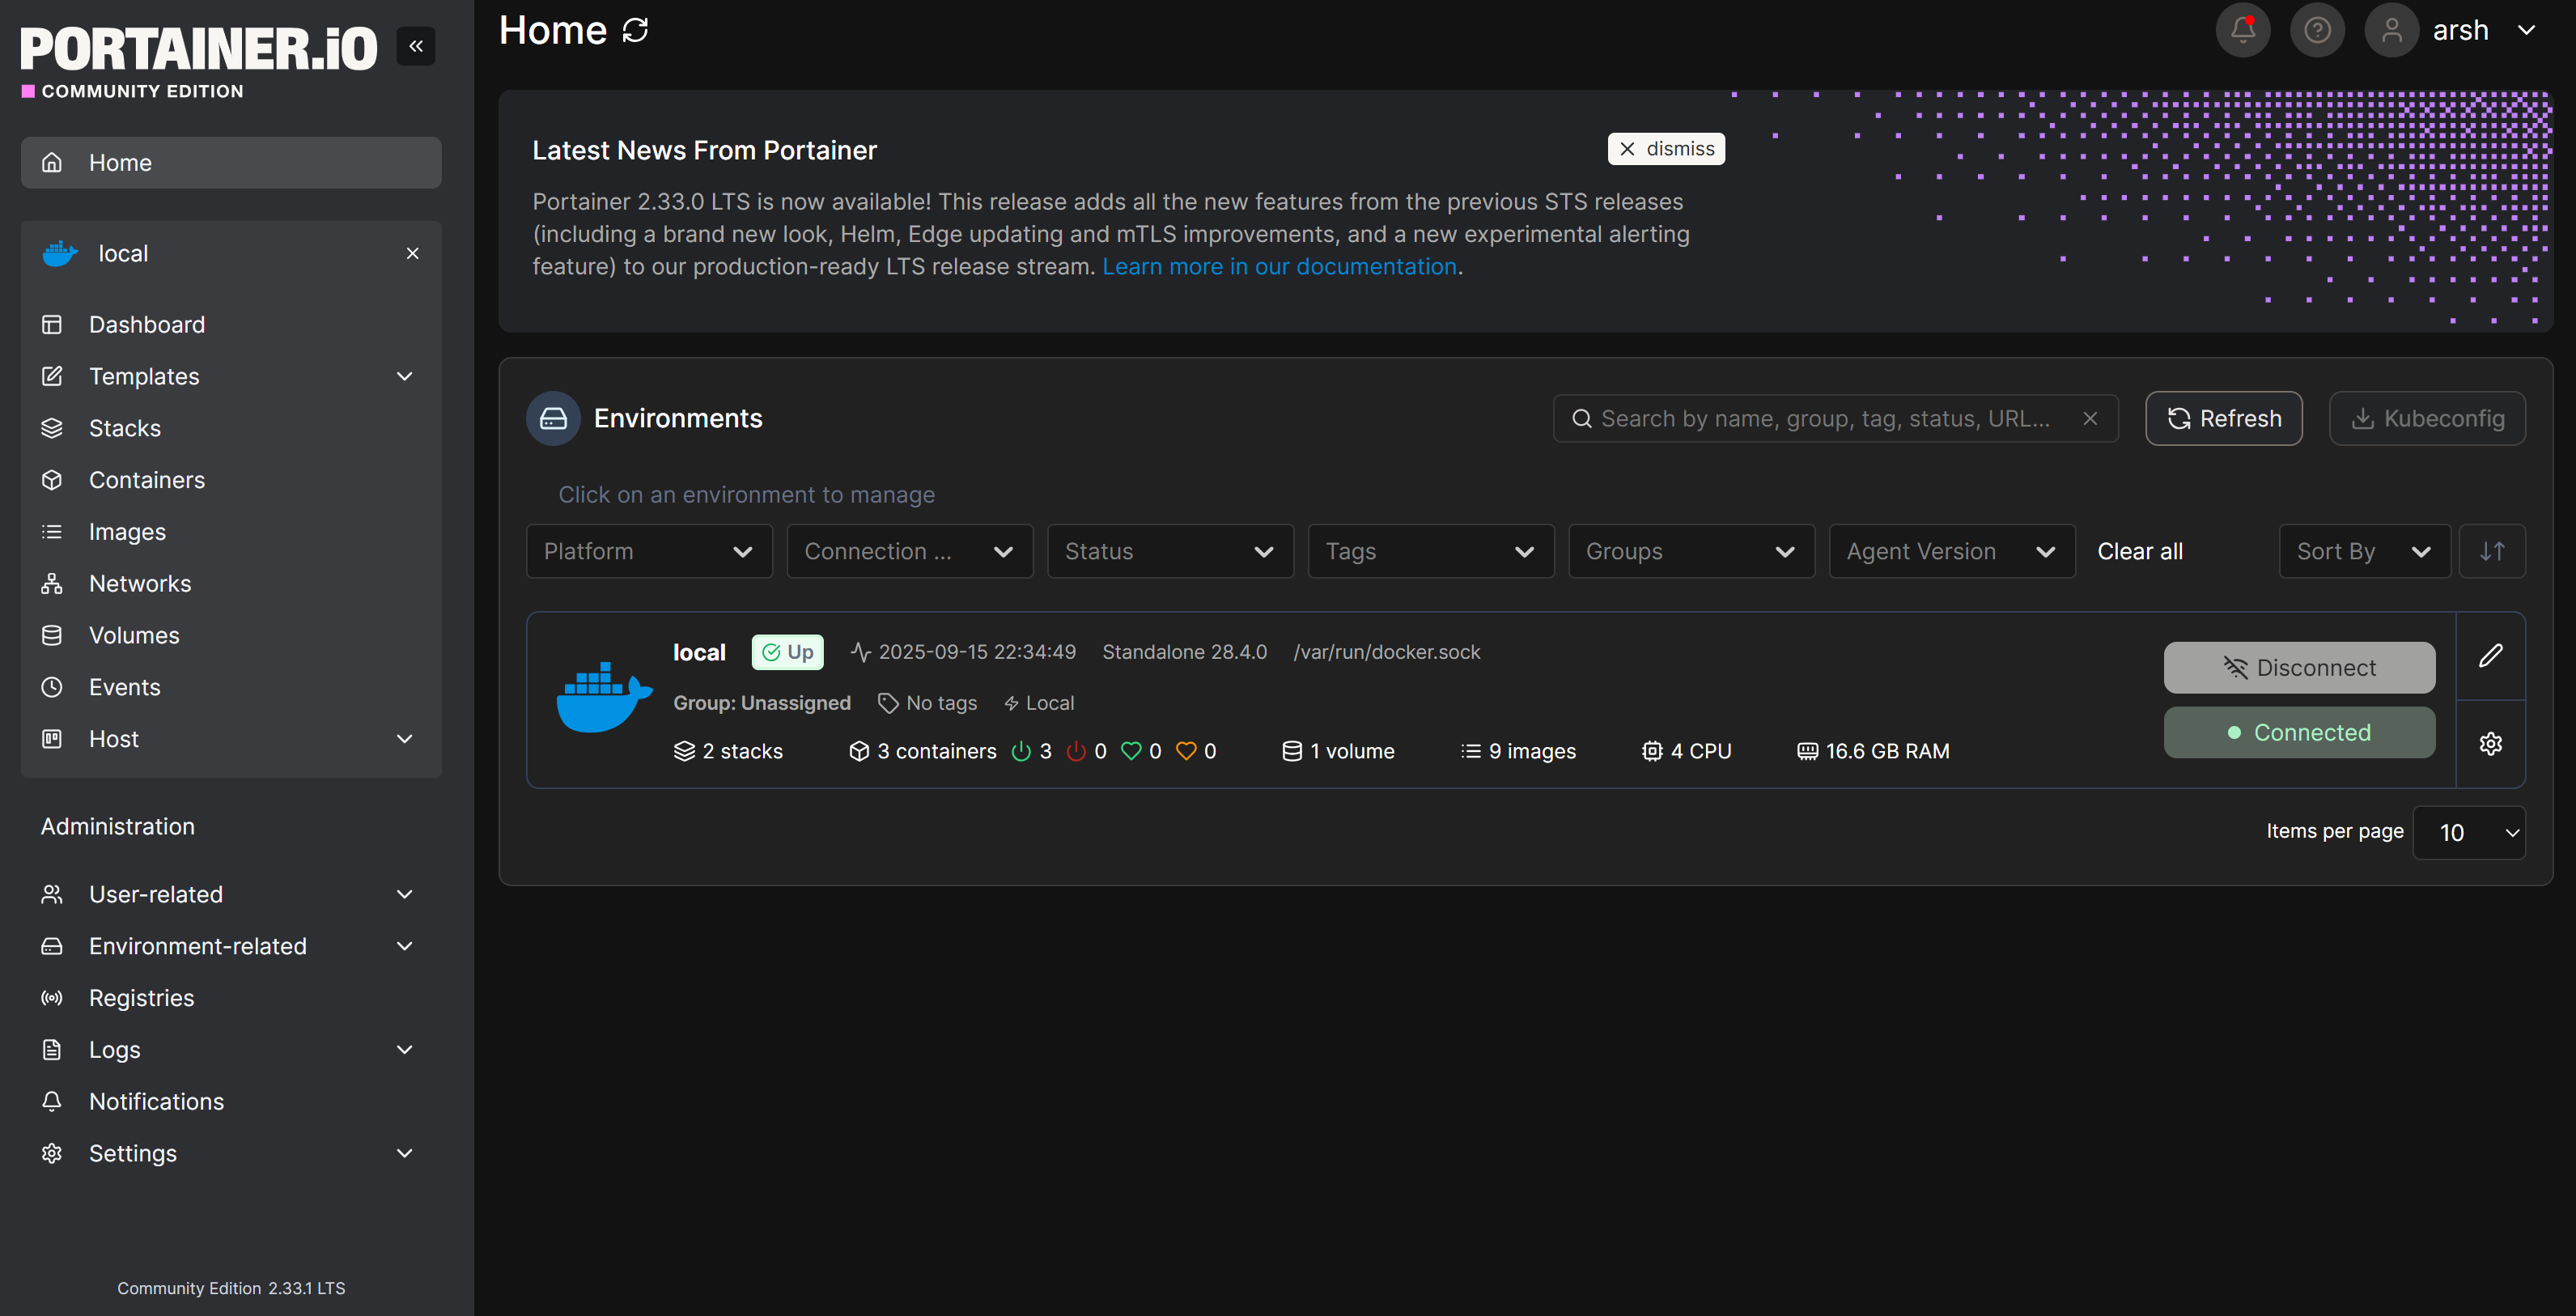 PORTAINER.iO
COMMUNITY EDITION
Home
local
Dashboard
Templates
Stacks
Containers
Images
Networks
Volumes
Events
Host
Administration
User-related
Environment-related
Registries
Logs
Notifications
Settings
Community Edition 2.33.1 LTS
Home
arsh
Latest News From Portainer
dismiss
Portainer 2.33.0 LTS is now available! This release adds all the new features from the previous STS releases
(including a brand new look, Helm, Edge updating and mTLS improvements, and a new experimental alerting
feature) to our production-ready LTS release stream. Learn more in our documentation.
Environments
Search by name, group, tag, status, URL...
Refresh
Kubeconfig
Click on an environment to manage
Platform Connection ... Status Tags Groups Agent Version Clear all Sort By
local Up 2025-09-15 22:34:49 Standalone 28.4.0 /var/run/docker.sock
Group: Unassigned No tags Local
2 stacks 3 containers 3 0 0 0 1 volume 9 images 4 CPU 16.6 GB RAM
Disconnect
Connected
Items per page 10